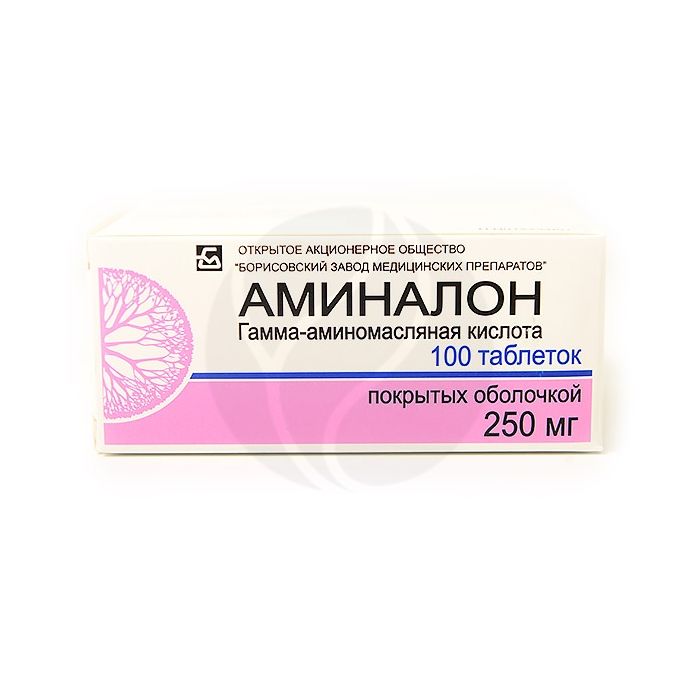 ОТКРЫТОЕ АКЦИОНЕРНОЕ ОБЩЕСТВО
"БОРИСОВСКИЙ ЗАВОД МЕДИЦИНСКИХ ПРЕПАРАТОВ"
АМИНАЛОН
Гамма-аминомасляная кислота
100 таблеток
покрытых оболочкой
250 мг